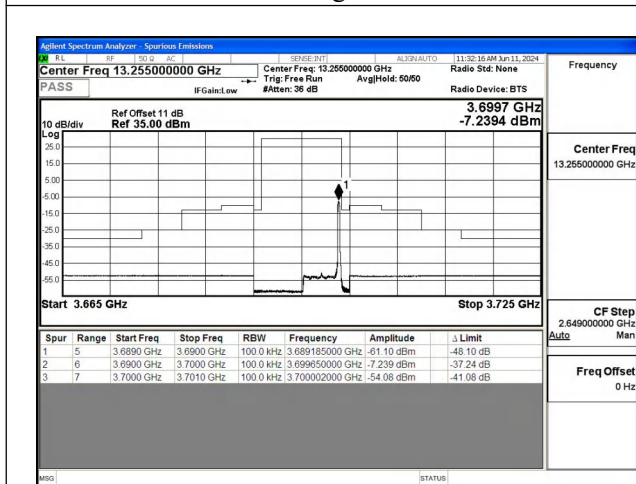 Agilent Spectrum Analyzer - Spurious Emissions
RL RF 50 Ω AC SENSE:INT ALIGN AUTO 11:32:16 AM Jun 11, 2024
Center Freq 13.255000000 GHz Center Freq: 13.255000000 GHz Radio Std: None Frequency
Trig: Free Run Avg|Hold: 50/50
PASS IFGain:Low #Atten: 36 dB Radio Device: BTS
3.6997 GHz
Ref Offset 11 dB
10 dB/div Ref 35.00 dBm -7.2394 dBm
Log
25.0
15.0
5.00
-5.00
-15.0
-25.0
-35.0
-45.0
-55.0
1
Start 3.665 GHz Stop 3.725 GHz
Center Freq
13.255000000 GHz
CF Step
2.649000000 GHz
Auto Man
Freq Offset
0 Hz
Spur Range Start Freq Stop Freq RBW Frequency Amplitude Δ Limit
1 5 3.6890 GHz 3.6900 GHz 100.0 kHz 3.689185000 GHz -61.10 dBm -48.10 dB
2 6 3.6900 GHz 3.7000 GHz 100.0 kHz 3.699650000 GHz -7.239 dBm -37.24 dB
3 7 3.7000 GHz 3.7010 GHz 100.0 kHz 3.700002000 GHz -54.08 dBm -41.08 dB
MSG STATUS